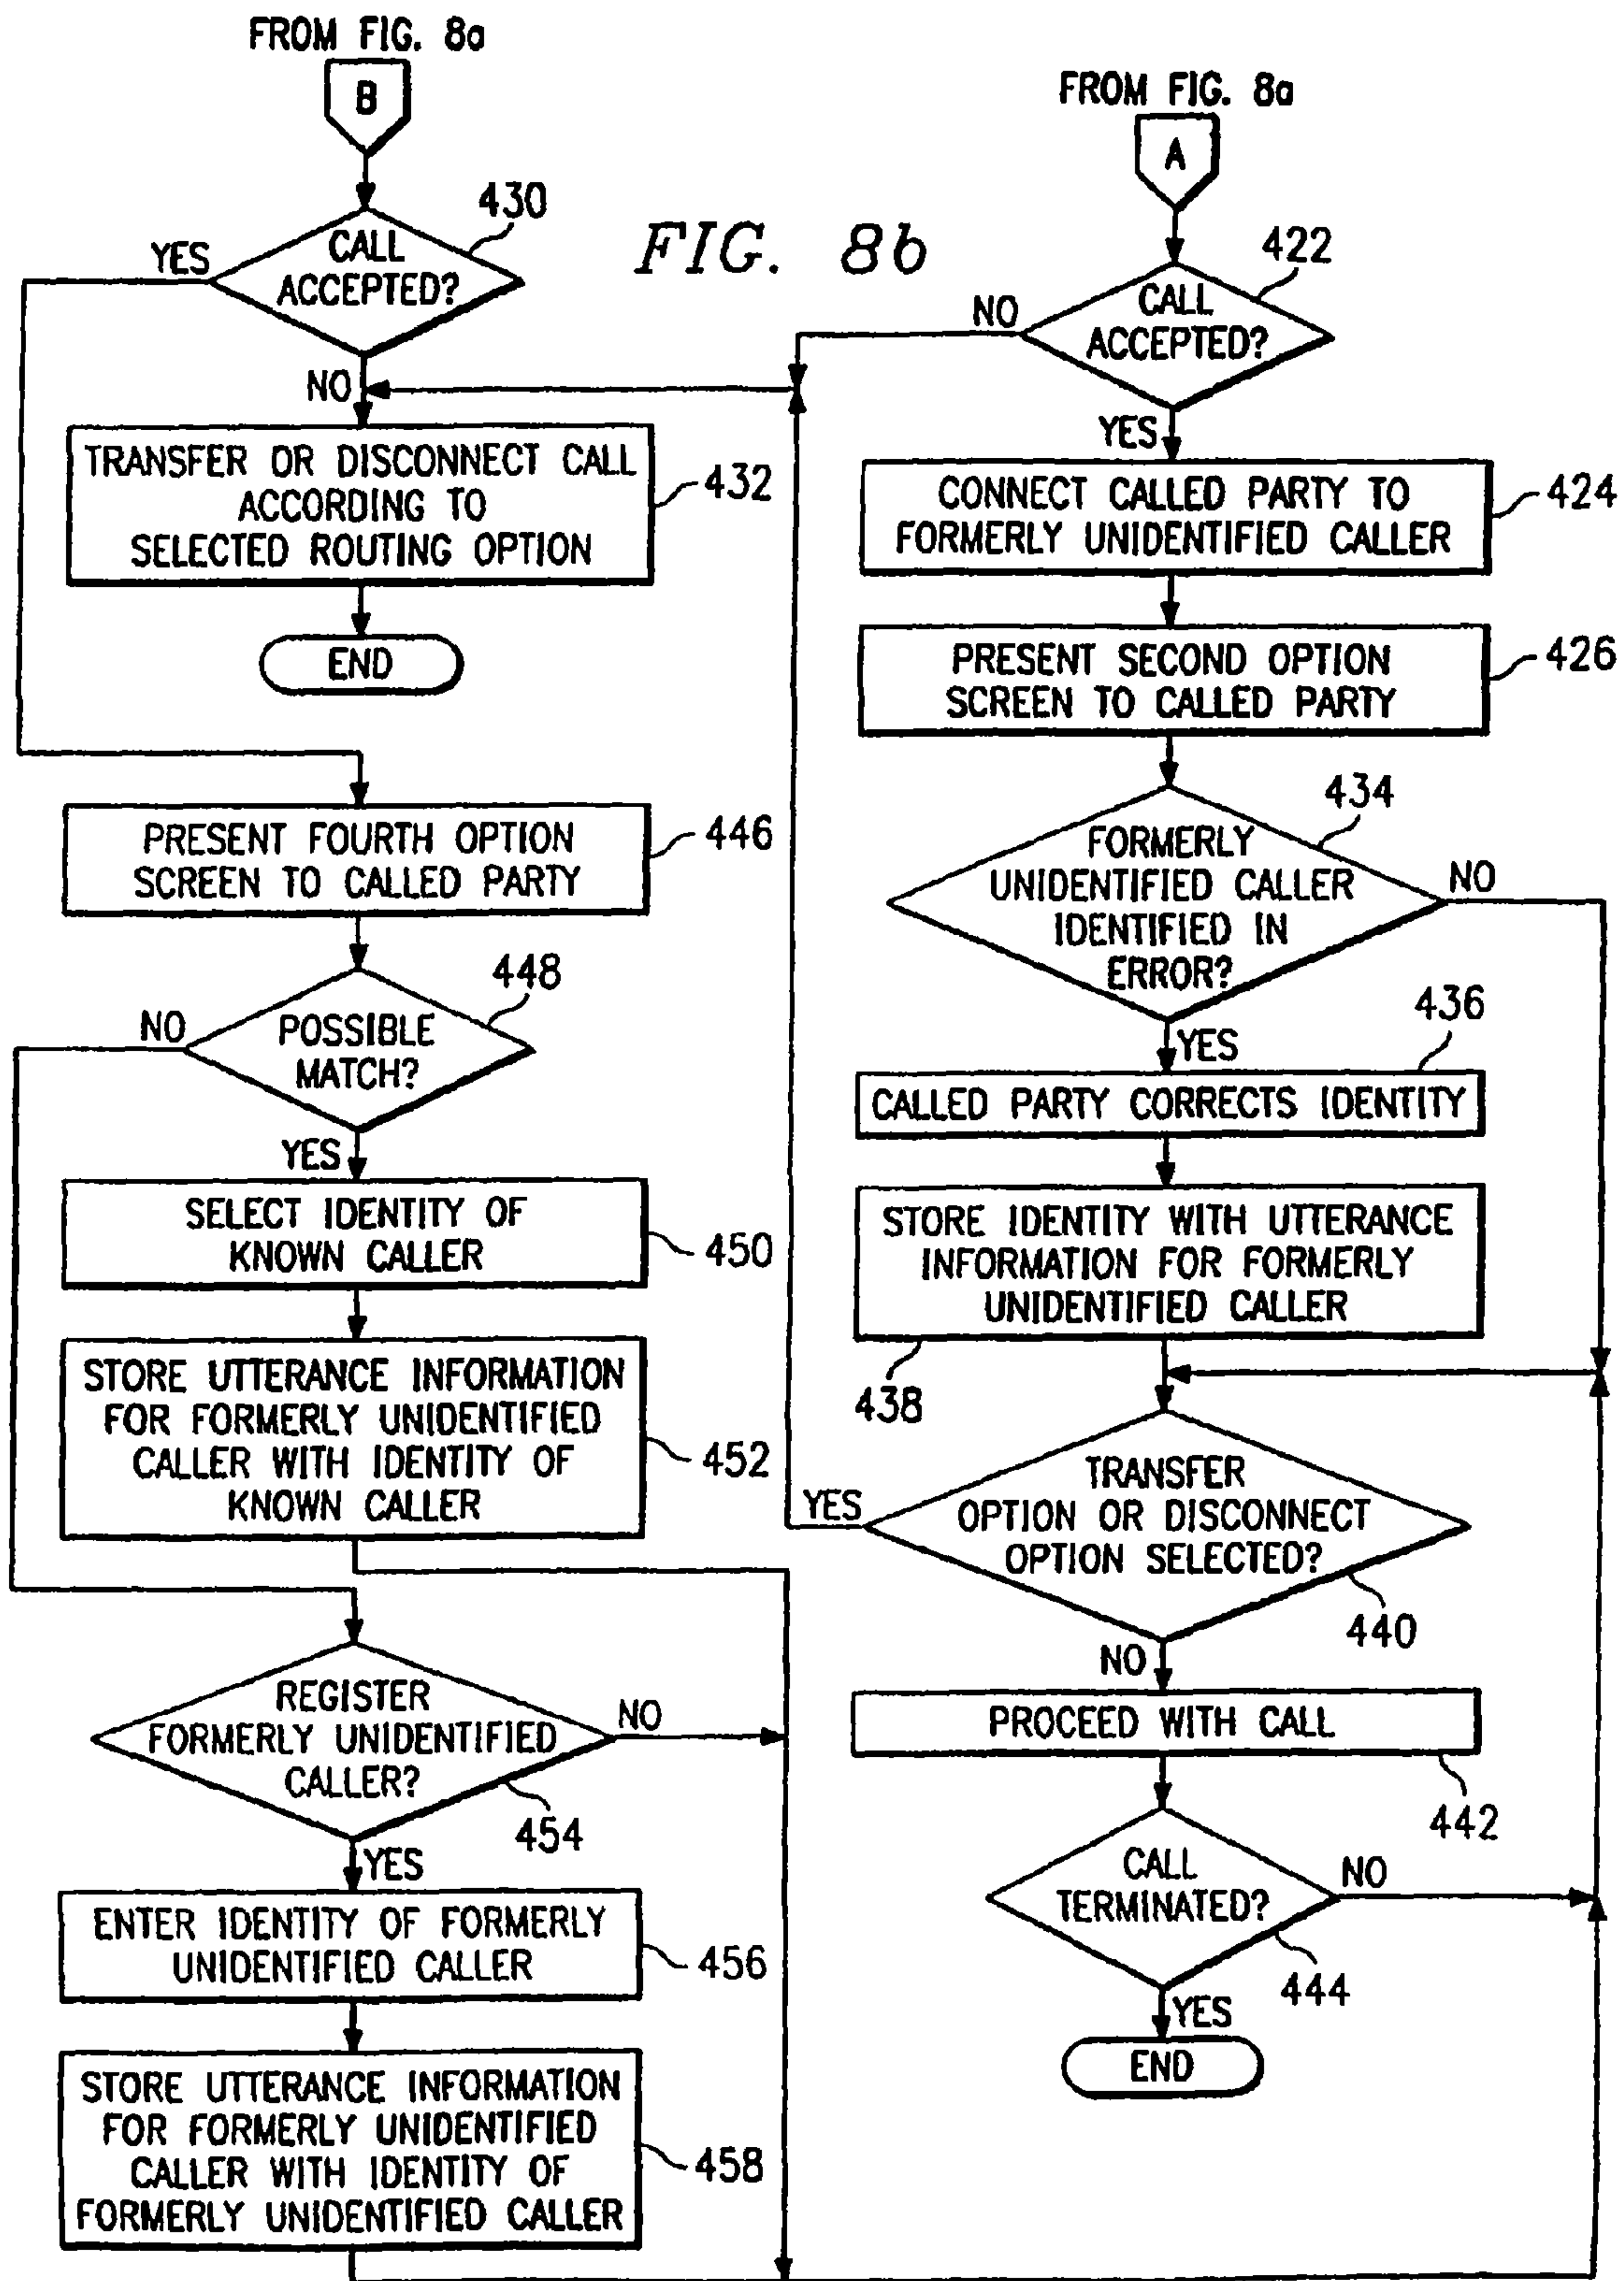 FROM FIG. 8a
B
430
YES
CALL
ACCEPTED?
NO
TRANSFER OR DISCONNECT CALL
ACCORDING TO
SELECTED ROUTING OPTION
432
END
PRESENT FOURTH OPTION
SCREEN TO CALLED PARTY
446
448
NO
POSSIBLE
MATCH?
YES
SELECT IDENTITY OF
KNOWN CALLER
450
STORE UTTERANCE INFORMATION
FOR FORMERLY UNIDENTIFIED
CALLER WITH IDENTITY OF
KNOWN CALLER
452
REGISTER
FORMERLY UNIDENTIFIED
CALLER?
NO
454
YES
ENTER IDENTITY OF FORMERLY
UNIDENTIFIED CALLER
456
STORE UTTERANCE INFORMATION
FOR FORMERLY UNIDENTIFIED
CALLER WITH IDENTITY OF
FORMERLY UNIDENTIFIED CALLER
458
FIG. 8b
FROM FIG. 8a
A
422
NO
CALL
ACCEPTED?
YES
CONNECT CALLED PARTY TO
FORMERLY UNIDENTIFIED CALLER
424
PRESENT SECOND OPTION
SCREEN TO CALLED PARTY
426
434
FORMERLY
UNIDENTIFIED CALLER
IDENTIFIED IN
ERROR?
NO
YES
436
CALLED PARTY CORRECTS IDENTITY
STORE IDENTITY WITH UTTERANCE
INFORMATION FOR FORMERLY
UNIDENTIFIED CALLER
438
TRANSFER
OPTION OR DISCONNECT
OPTION SELECTED?
YES
440
NO
PROCEED WITH CALL
442
CALL
TERMINATED?
NO
444
YES
END